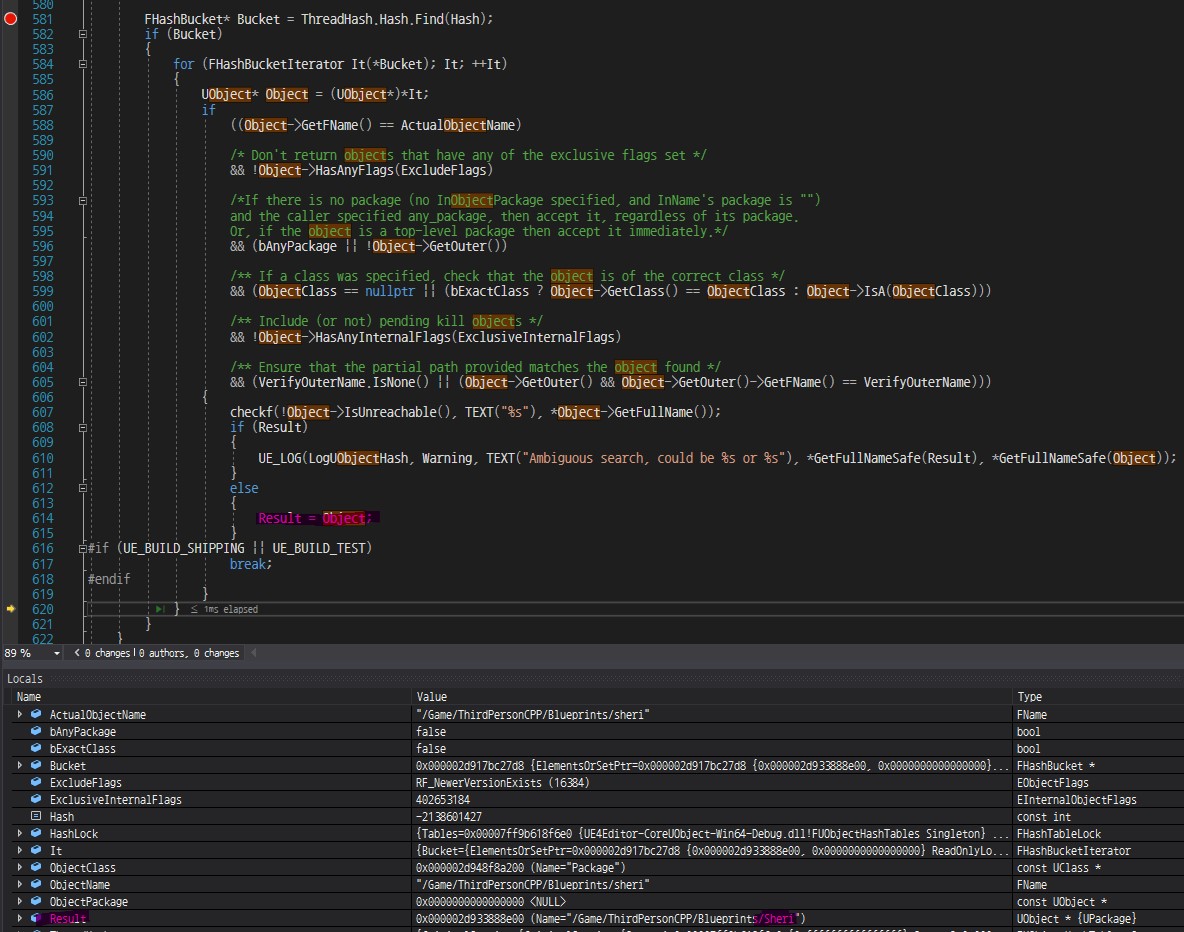 580
581 FHashBucket* Bucket = ThreadHash.Hash.Find(Hash);
582 if (Bucket)
583 {
584 for (FHashBucketIterator It(*Bucket); It; ++It)
585 {
586 UObject* Object = (UObject*)*It;
587 if
588 ((Object->GetFName() == ActualObjectName)
589
590 /* Don't return objects that have any of the exclusive flags set */
591 && !Object->HasAnyFlags(ExcludeFlags)
592
593 /*If there is no package (no InObjectPackage specified, and InName's package is "")
594 and the caller specified any_package, then accept it, regardless of its package.
595 Or, if the object is a top-level package then accept it immediately.*/
596 && (bAnyPackage || !Object->GetOuter())
597
598 /** If a class was specified, check that the object is of the correct class */
599 && (ObjectClass == nullptr || (bExactClass ? Object->GetClass() == ObjectClass : Object->IsA(ObjectClass)))
600
601 /** Include (or not) pending kill objects */
602 && !Object->HasAnyInternalFlags(ExclusiveInternalFlags)
603
604 /** Ensure that the partial path provided matches the object found */
605 && (VerifyOuterName.IsNone() || (Object->GetOuter() && Object->GetOuter()->GetFName() == VerifyOuterName)))
606 {
607 checkf(!Object->IsUnreachable(), TEXT("%s"), *Object->GetFullName());
608 if (Result)
609 {
610 UE_LOG(LogUObjectHash, Warning, TEXT("Ambiguous search, could be %s or %s"), *GetFullNameSafe(Result), *GetFullNameSafe(Object));
611 }
612 else
613 {
614 Result = Object;
615 }
616 #if (UE_BUILD_SHIPPING || UE_BUILD_TEST)
617 break;
618 #endif
619 }
620 } ≤ 1ms elapsed
621 }
622 }
89 % 0 changes | 0 authors, 0 changes
Locals
Name Value Type
ActualObjectName "/Game/ThirdPersonCPP/Blueprints/sheri" FName
bAnyPackage false bool
bExactClass false bool
Bucket 0x000002d917bc27d8 {ElementsOrSetPtr=0x000002d917bc27d8 {0x000002d933888e00, 0x0000000000000000}... FHashBucket *
ExcludeFlags RF_NewerVersionExists (16384) EObjectFlags
ExclusiveInternalFlags 402653184 EInternalObjectFlags
Hash -2138601427 const int
HashLock {Tables=0x00007ff9b618f6e0 {UE4Editor-CoreUObject-Win64-Debug.dll!FUObjectHashTables Singleton} ... FHashTableLock
It {Bucket={ElementsOrSetPtr=0x000002d917bc27d8 {0x000002d933888e00, 0x0000000000000000} ReadOnlyLo... FHashBucketIterator
ObjectClass 0x000002d948f8a200 (Name="Package") const UClass *
ObjectName "/Game/ThirdPersonCPP/Blueprints/sheri" FName
ObjectPackage 0x0000000000000000 <NULL> const UObject *
Result 0x000002d933888e00 (Name="/Game/ThirdPersonCPP/Blueprints/Sheri") UObject * {UPackage}